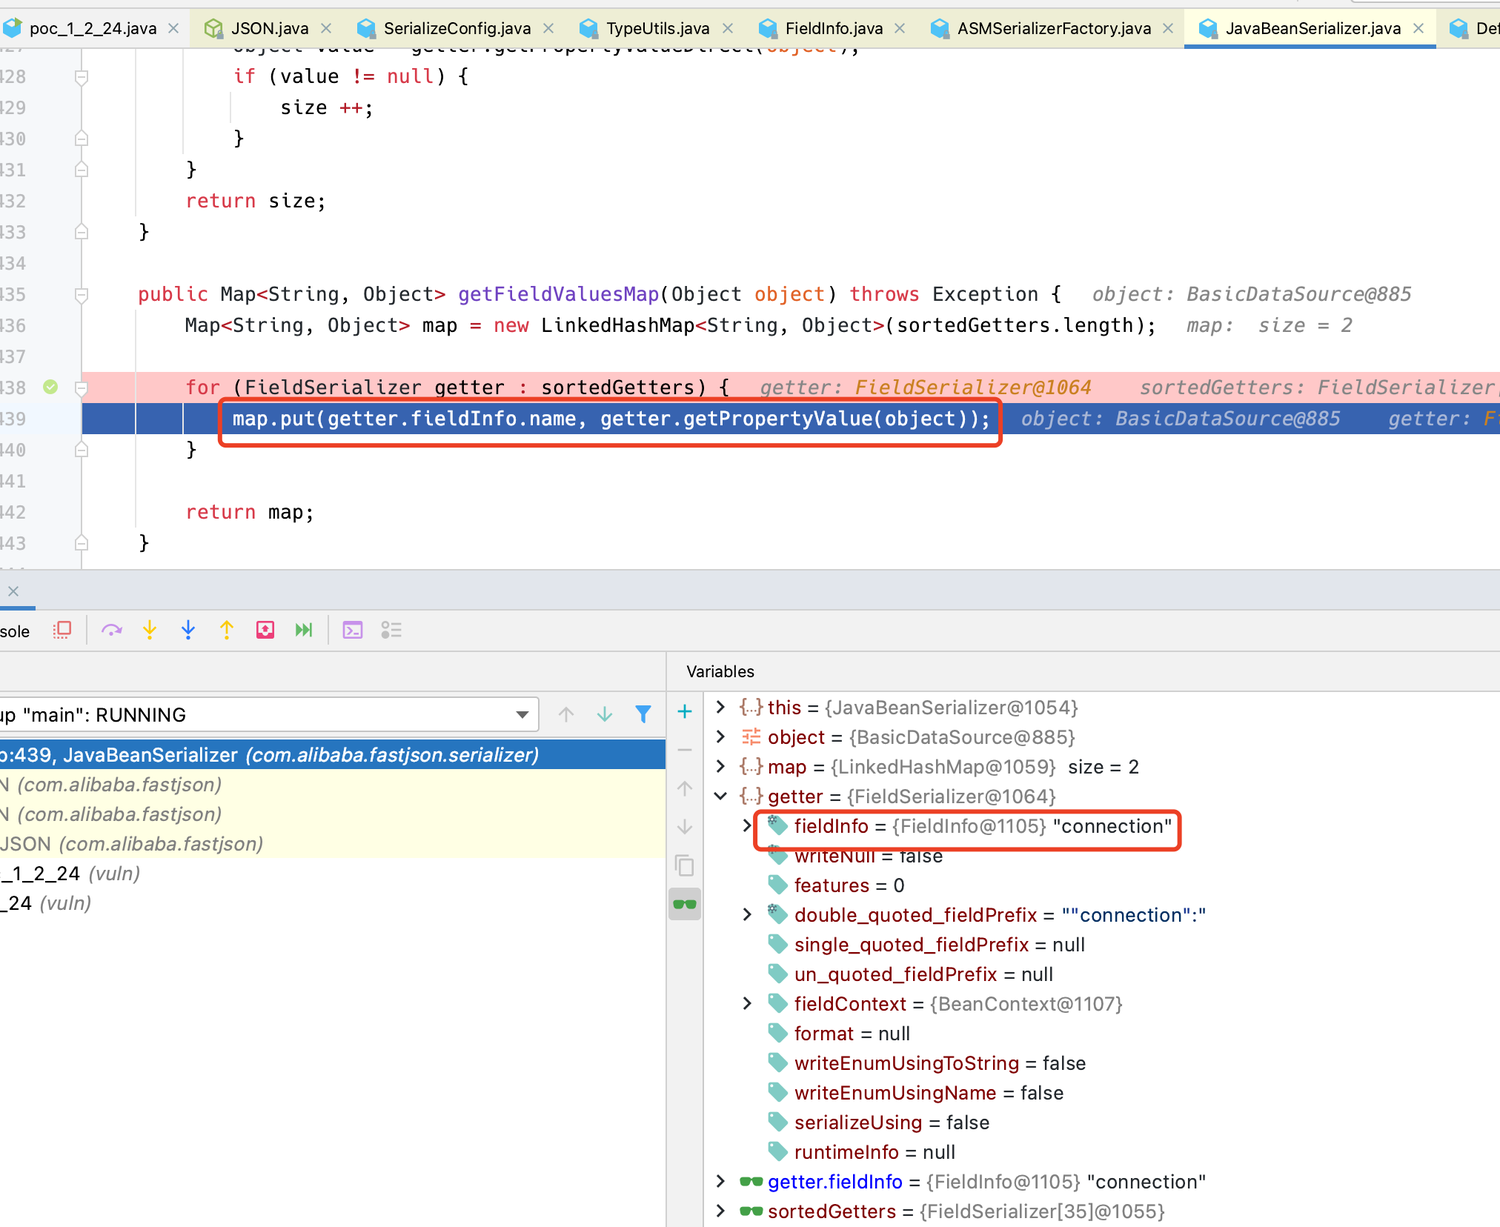 poc_1_2_24.java JSON.java SerializeConfig.java TypeUtils.java FieldInfo.java ASMSerializerFactory.java JavaBeanSerializer.java
428 if (value != null) {
429 size ++;
430 }
431 }
432 return size;
433 }
434
435 public Map<String, Object> getFieldValuesMap(Object object) throws Exception { object: BasicDataSource@885
436 Map<String, Object> map = new LinkedHashMap<String, Object>(sortedGetters.length); map: size = 2
437
438 for (FieldSerializer getter : sortedGetters) { getter: FieldSerializer@1064 sortedGetters: FieldSerializer
439 map.put(getter.fieldInfo.name, getter.getPropertyValue(object)); object: BasicDataSource@885 getter: F
440 }
441
442 return map;
443 }
sole
Variables
up "main": RUNNING
p:439, JavaBeanSerializer (com.alibaba.fastjson.serializer)
N (com.alibaba.fastjson)
N (com.alibaba.fastjson)
JSON (com.alibaba.fastjson)
_1_2_24 (vuln)
_24 (vuln)
this = {JavaBeanSerializer@1054}
object = {BasicDataSource@885}
map = {LinkedHashMap@1059} size = 2
getter = {FieldSerializer@1064}
fieldInfo = {FieldInfo@1105} "connection"
writeNull = false
features = 0
double_quoted_fieldPrefix = ""connection":"
single_quoted_fieldPrefix = null
un_quoted_fieldPrefix = null
fieldContext = {BeanContext@1107}
format = null
writeEnumUsingToString = false
writeEnumUsingName = false
serializeUsing = false
runtimeInfo = null
getter.fieldInfo = {FieldInfo@1105} "connection"
sortedGetters = {FieldSerializer[35]@1055}